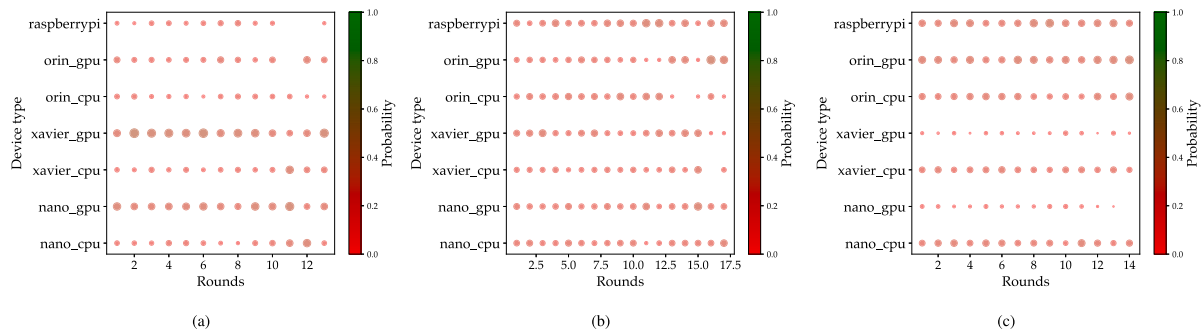 raspberrypi
orin_gpu
orin_cpu
xavier_gpu
xavier_cpu
nano_gpu
nano_cpu
Device type
2 4 6 8 10 12
Rounds
1.0
0.8
0.6
0.4
0.2
0.0
Probability
(a)
raspberrypi
orin_gpu
orin_cpu
xavier_gpu
xavier_cpu
nano_gpu
nano_cpu
Device type
2.5 5.0 7.5 10.0 12.5 15.0 17.5
Rounds
1.0
0.8
0.6
0.4
0.2
0.0
Probability
(b)
raspberrypi
orin_gpu
orin_cpu
xavier_gpu
xavier_cpu
nano_gpu
nano_cpu
Device type
2 4 6 8 10 12 14
Rounds
1.0
0.8
0.6
0.4
0.2
0.0
Probability
(c)